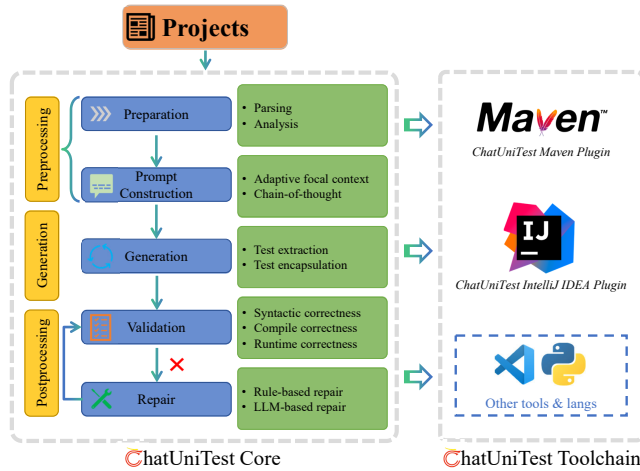 Projects
Preprocessing
Preparation
• Parsing
• Analysis
Prompt
Construction
• Adaptive focal context
• Chain-of-thought
Generation
Generation
• Test extraction
• Test encapsulation
Postprocessing
Validation
• Syntactic correctness
• Compile correctness
• Runtime correctness
Repair
• Rule-based repair
• LLM-based repair
ChatUniTest Core
Maven™
ChatUniTest Maven Plugin
IJ
ChatUniTest IntelliJ IDEA Plugin
Other tools & langs
ChatUniTest Toolchain